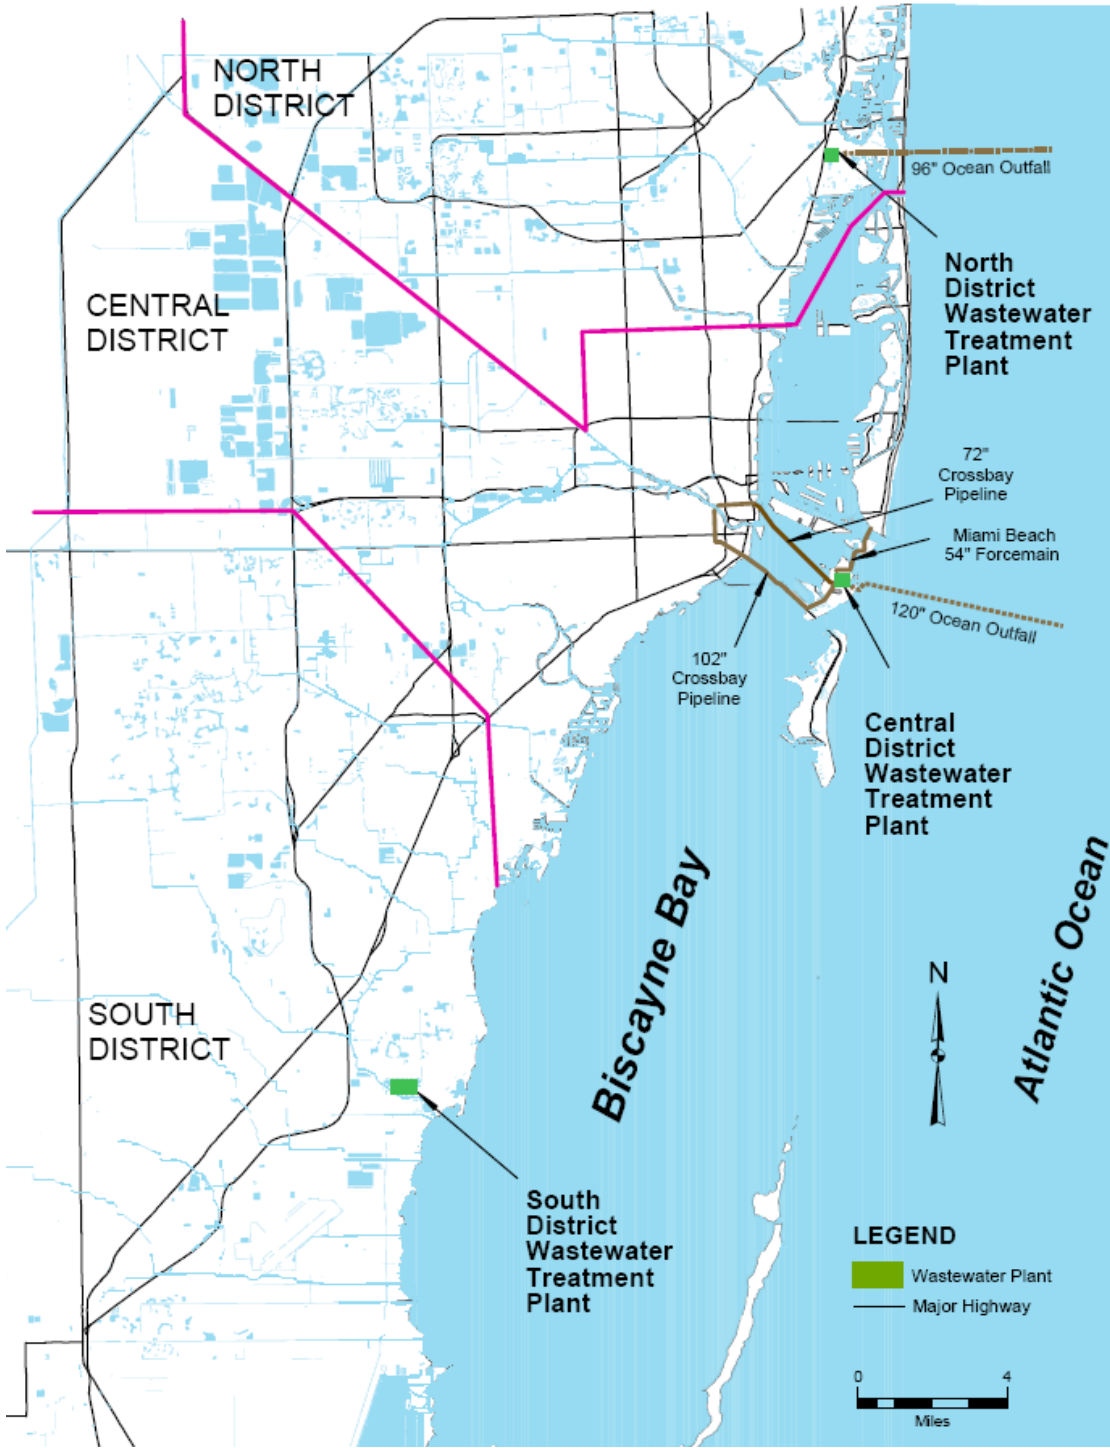 NORTH
DISTRICT
96" Ocean Outfall
North
District
Wastewater
Treatment
Plant
CENTRAL
DISTRICT
72"
Crossbay
Pipeline
Miami Beach
54" Forcemain
120" Ocean Outfall
102"
Crossbay
Pipeline
Central
District
Wastewater
Treatment
Plant
Biscayne Bay
Atlantic Ocean
N
SOUTH
DISTRICT
South
District
Wastewater
Treatment
Plant
LEGEND
Wastewater Plant
Major Highway
0 4
Miles